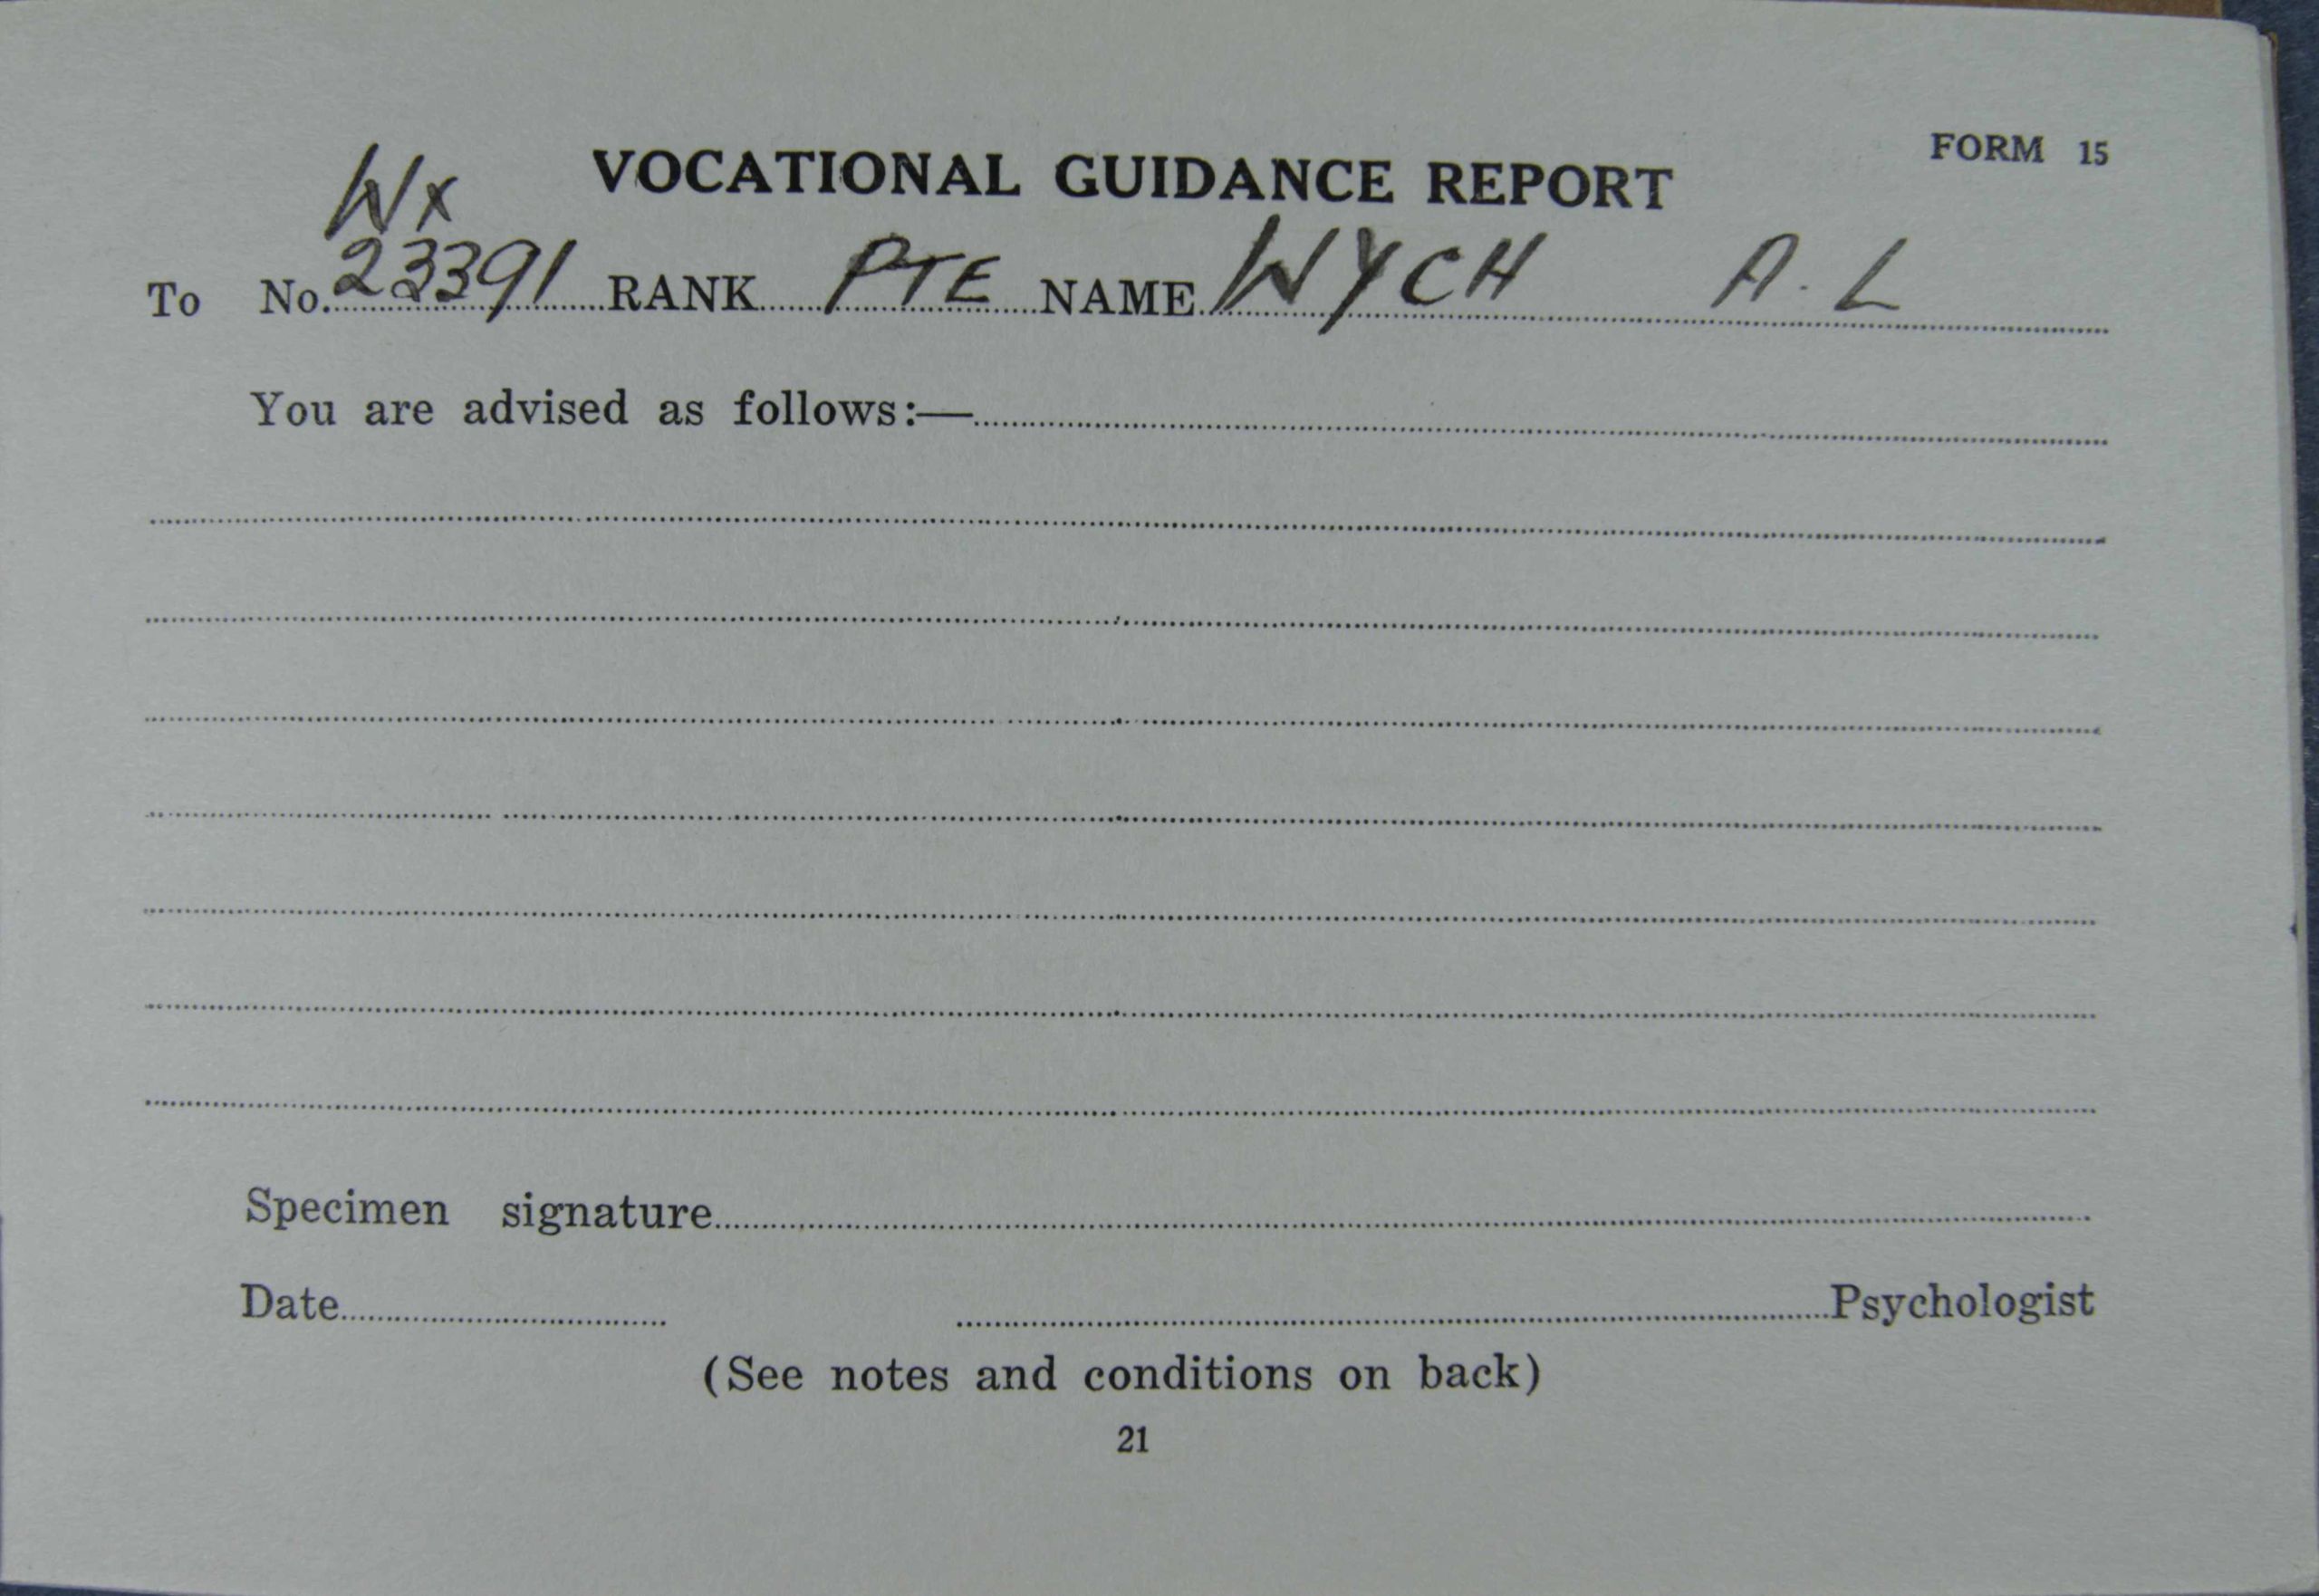 FORM 15
VOCATIONAL GUIDANCE REPORT
Wx
To No. 23391 RANK PTE NAME WYCH A. L
You are advised as follows:—
Specimen signature
Date Psychologist
(See notes and conditions on back)
21